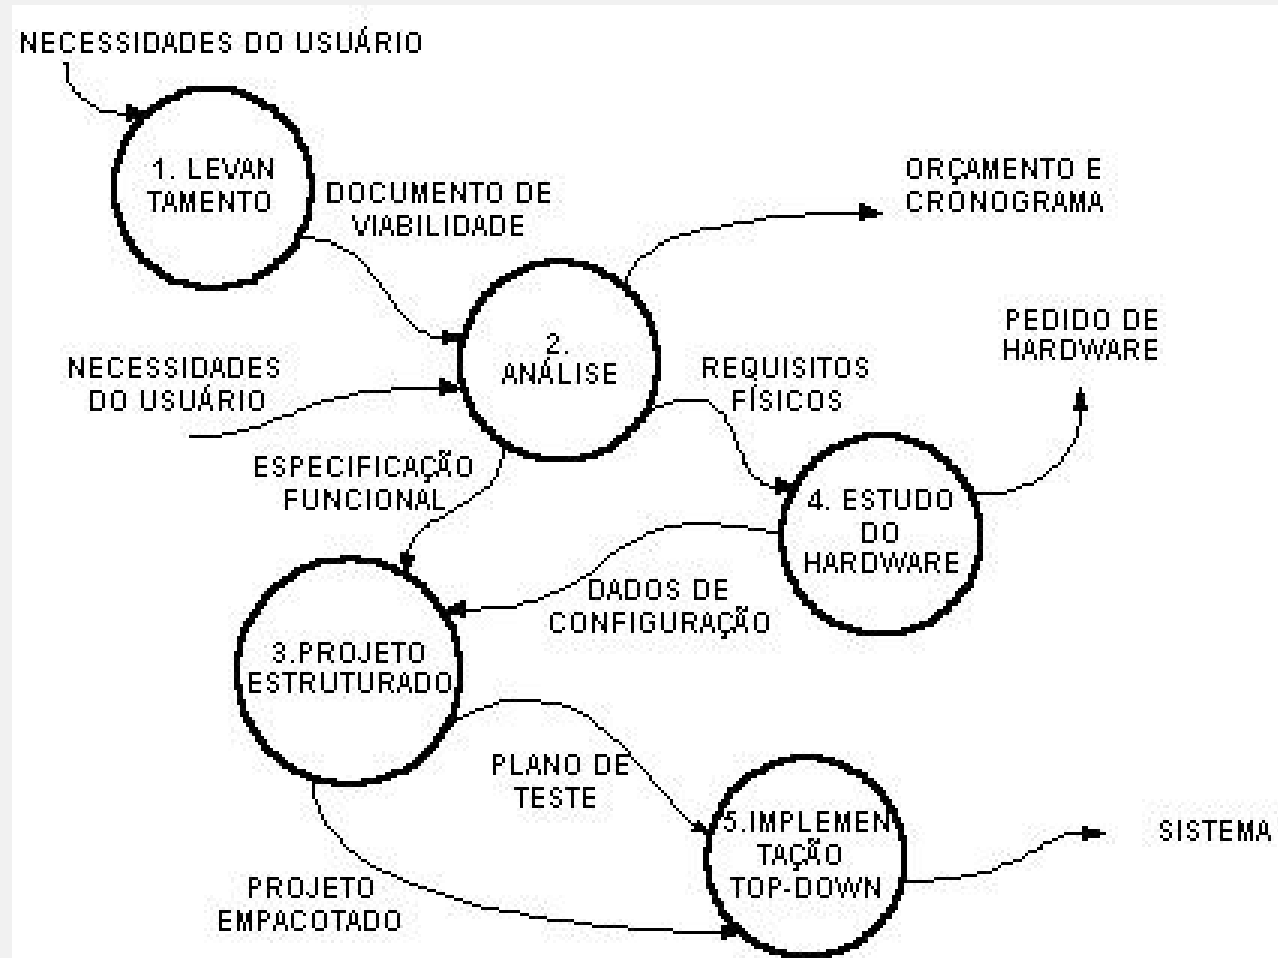 NECESSIDADES DO USUÁRIO
1. LEVAN
TAMENTO
DOCUMENTO DE
VIABILIDADE
ORÇAMENTO E
CRONOGRAMA
2.
ANÁLISE
NECESSIDADES
DO USUÁRIO
REQUISITOS
FÍSICOS
PEDIDO DE
HARDWARE
ESPECIFICAÇÃO
FUNCIONAL
4. ESTUDO
DO
HARDWARE
DADOS DE
CONFIGURAÇÃO
3.PROJETO
ESTRUTURADO
PLANO DE
TESTE
5.IMPLEMEN
TAÇÃO
TOP-DOWN
SISTEMA
PROJETO
EMPACOTADO